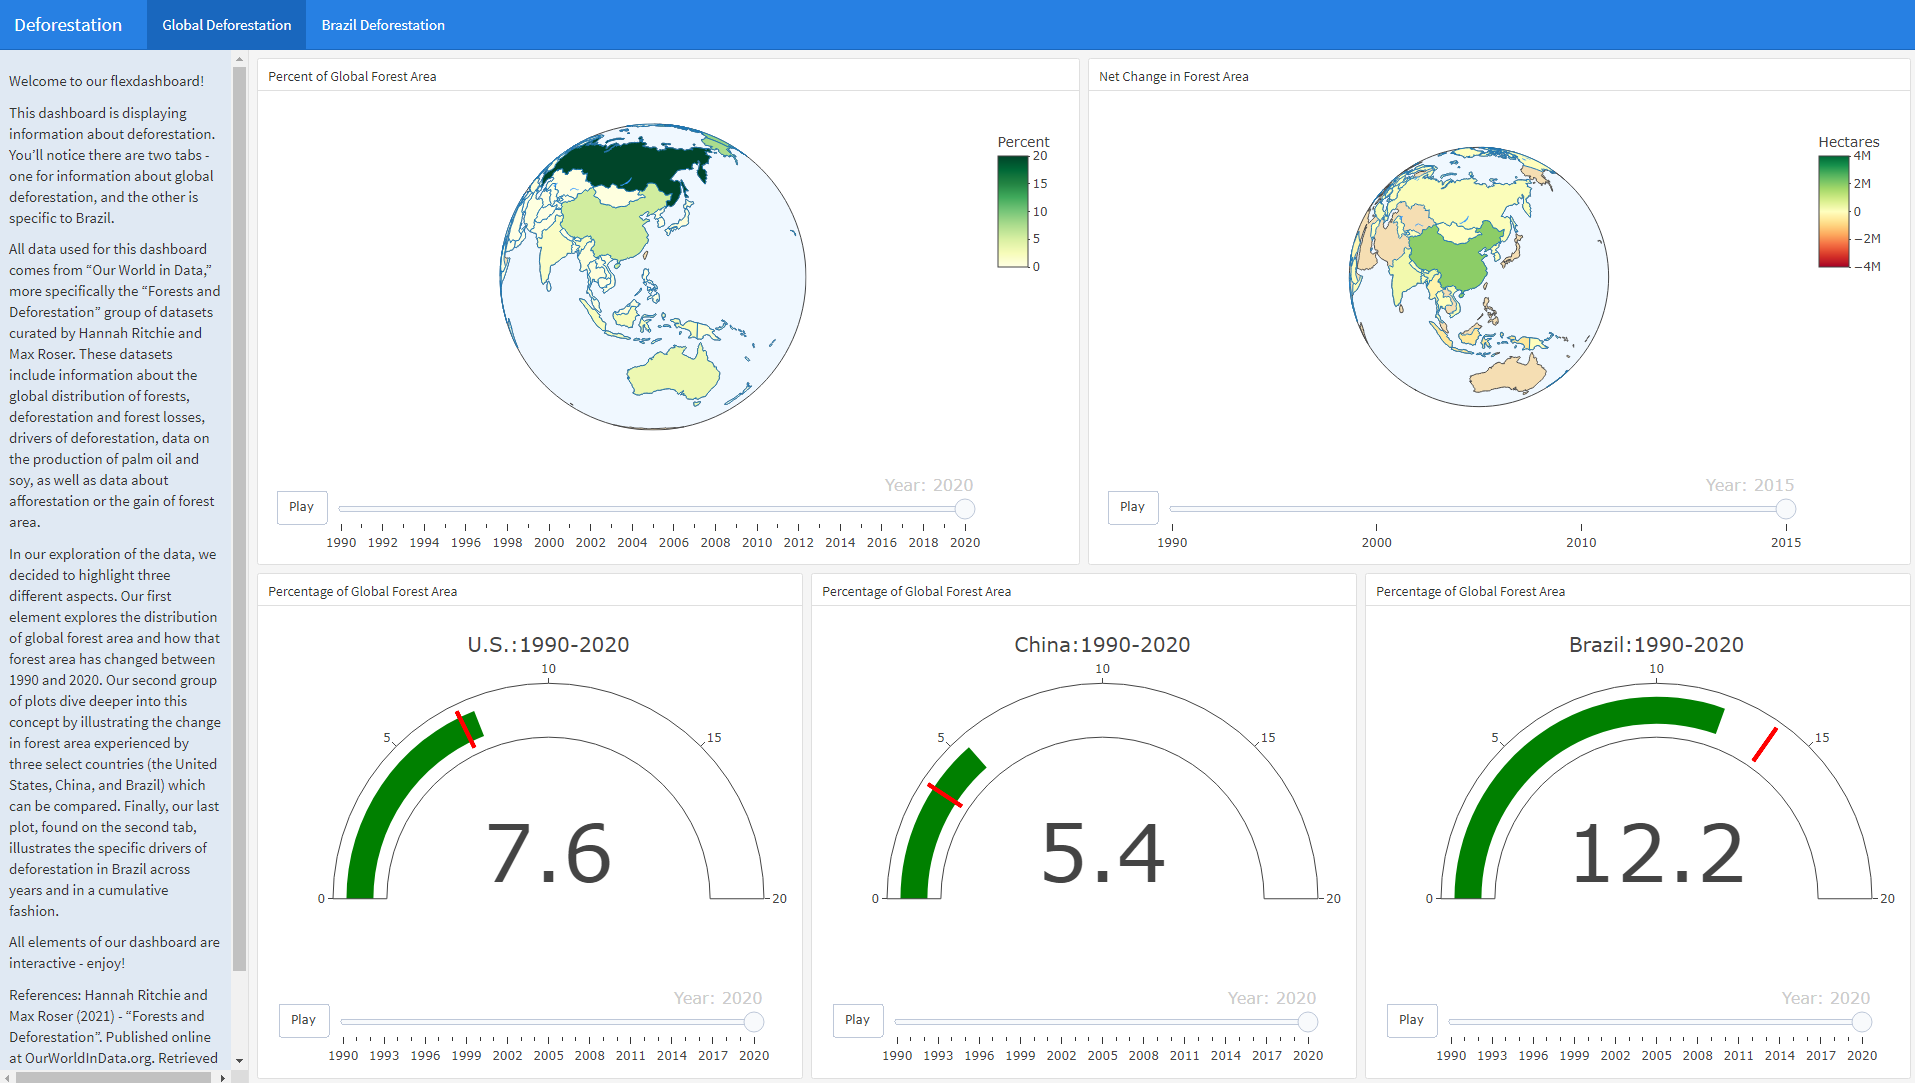 Deforestation
Global Deforestation
Brazil Deforestation
Welcome to our flexdashboard!
This dashboard is displaying
information about deforestation.
You’ll notice there are two tabs -
one for information about global
deforestation, and the other is
specific to Brazil.
All data used for this dashboard
comes from “Our World in Data,”
more specifically the “Forests and
Deforestation” group of datasets
curated by Hannah Ritchie and
Max Roser. These datasets
include information about the
global distribution of forests,
deforestation and forest losses,
drivers of deforestation, data on
the production of palm oil and
soy, as well as data about
afforestation or the gain of forest
area.
In our exploration of the data, we
decided to highlight three
different aspects. Our first
element explores the distribution
of global forest area and how that
forest area has changed between
1990 and 2020. Our second group
of plots dive deeper into this
concept by illustrating the change
in forest area experienced by
three select countries (the United
States, China, and Brazil) which
can be compared. Finally, our last
plot, found on the second tab,
illustrates the specific drivers of
deforestation in Brazil across
years and in a cumulative
fashion.
All elements of our dashboard are
interactive - enjoy!
References: Hannah Ritchie and
Max Roser (2021) - “Forests and
Deforestation”. Published online
at OurWorldInData.org. Retrieved
Percent of Global Forest Area
Percent
20
15
10
5
0
Year: 2020
Play
1990 1992 1994 1996 1998 2000 2002 2004 2006 2008 2010 2012 2014 2016 2018 2020
Net Change in Forest Area
Hectares
4M
2M
0
−2M
−4M
Year: 2015
Play
1990 2000 2010 2015
Percentage of Global Forest Area
U.S.:1990-2020
10
5 15
7.6
0 20
Year: 2020
Play
1990 1993 1996 1999 2002 2005 2008 2011 2014 2017 2020
Percentage of Global Forest Area
China:1990-2020
10
5 15
5.4
0 20
Year: 2020
Play
1990 1993 1996 1999 2002 2005 2008 2011 2014 2017 2020
Percentage of Global Forest Area
Brazil:1990-2020
10
5 15
12.2
0 20
Year: 2020
Play
1990 1993 1996 1999 2002 2005 2008 2011 2014 2017 2020